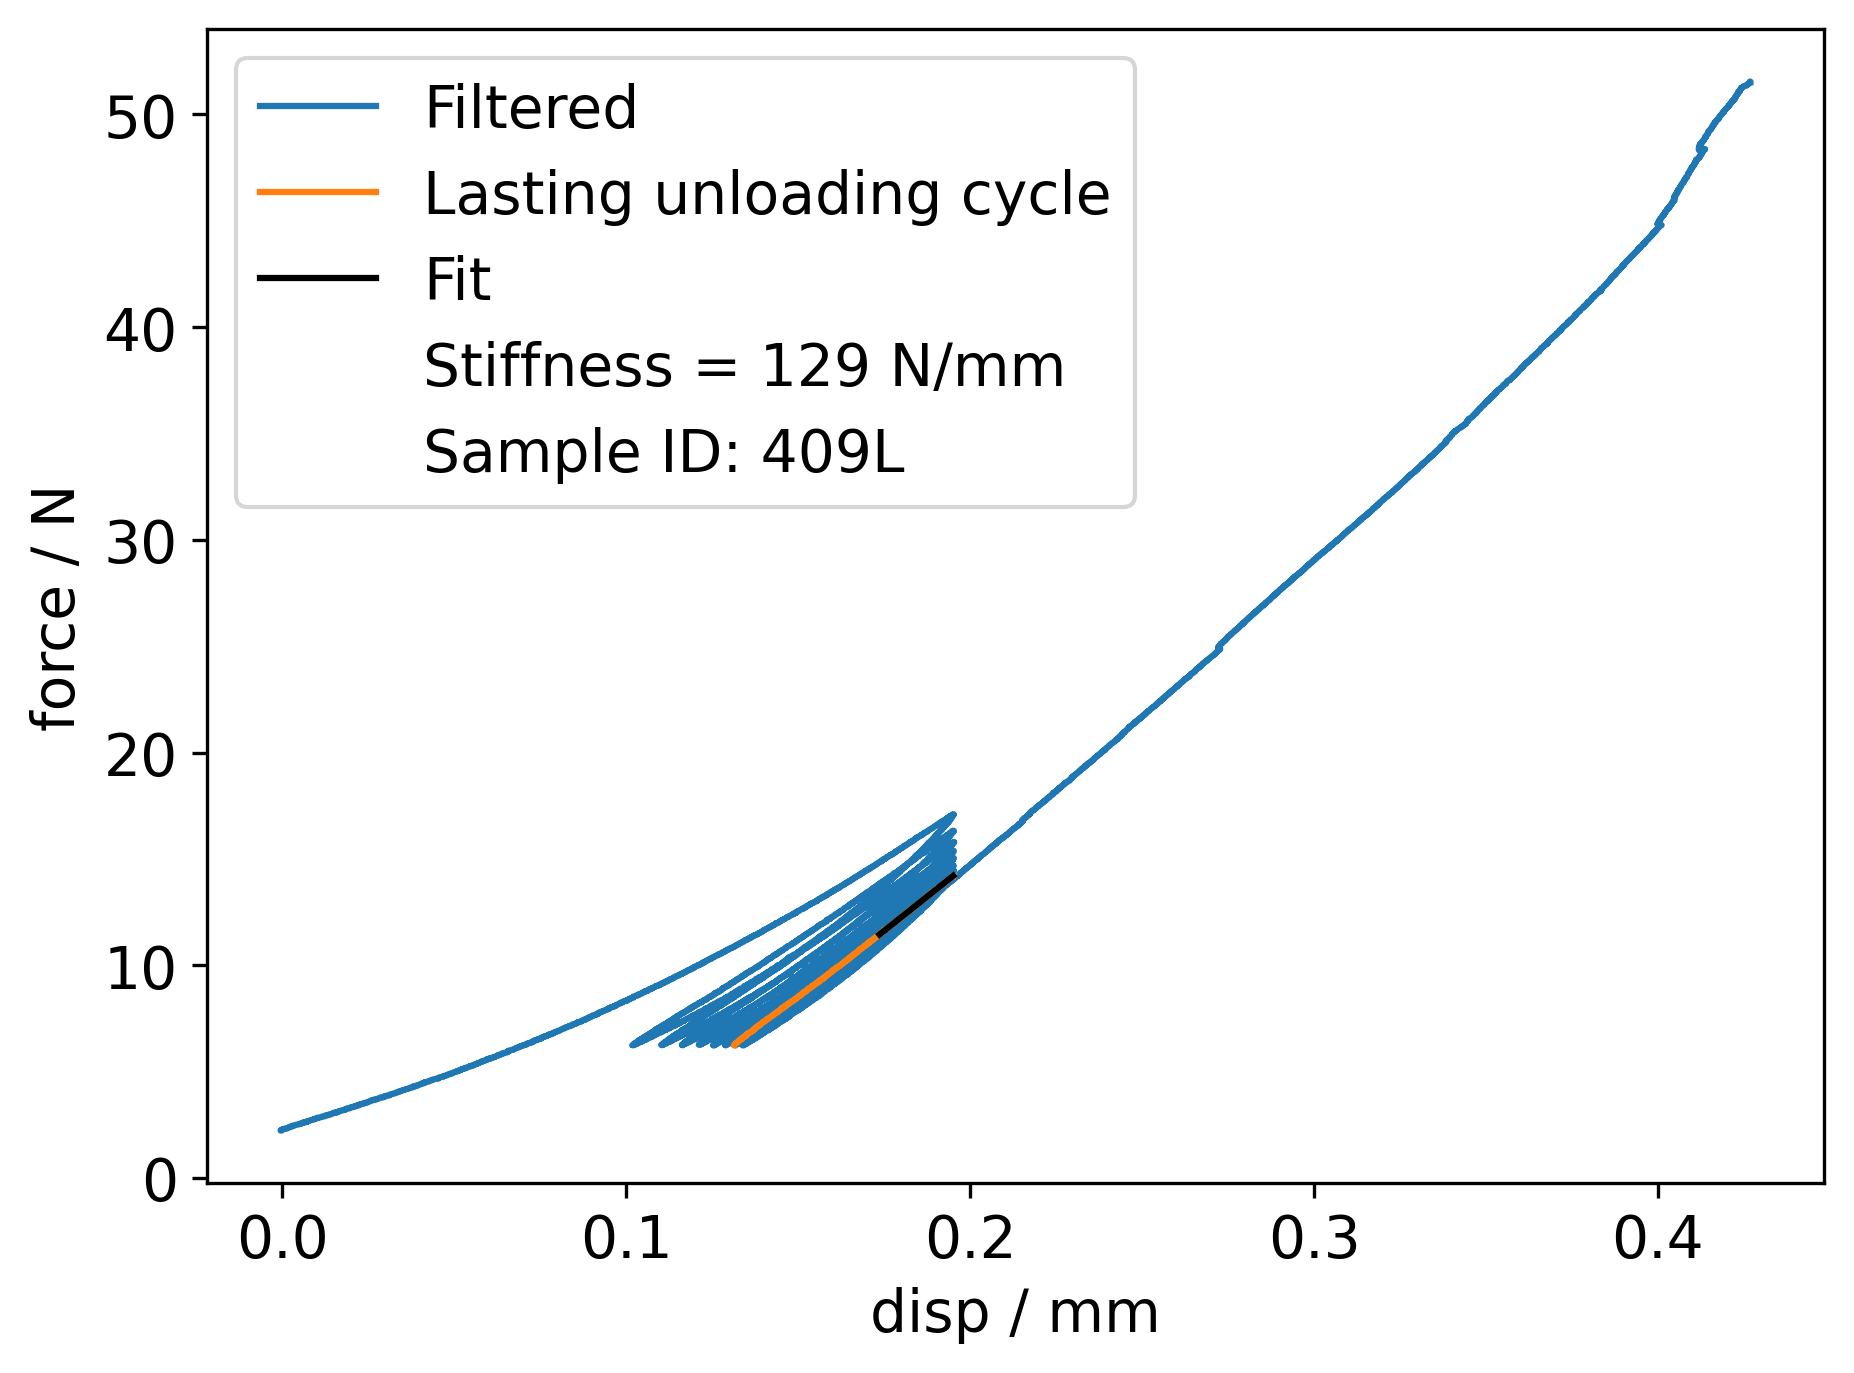 Filtered
Lasting unloading cycle
Fit
Stiffness = 129 N/mm
Sample ID: 409L
50
40
30
20
10
0
force / N
0.0 0.1 0.2 0.3 0.4
disp / mm